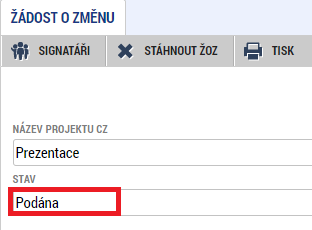 ŽÁDOST O ZMĚNU
SIGNATÁŘI STÁHNOUT ŽOZ TISK
NÁZEV PROJEKTU CZ
Prezentace
STAV
Podána